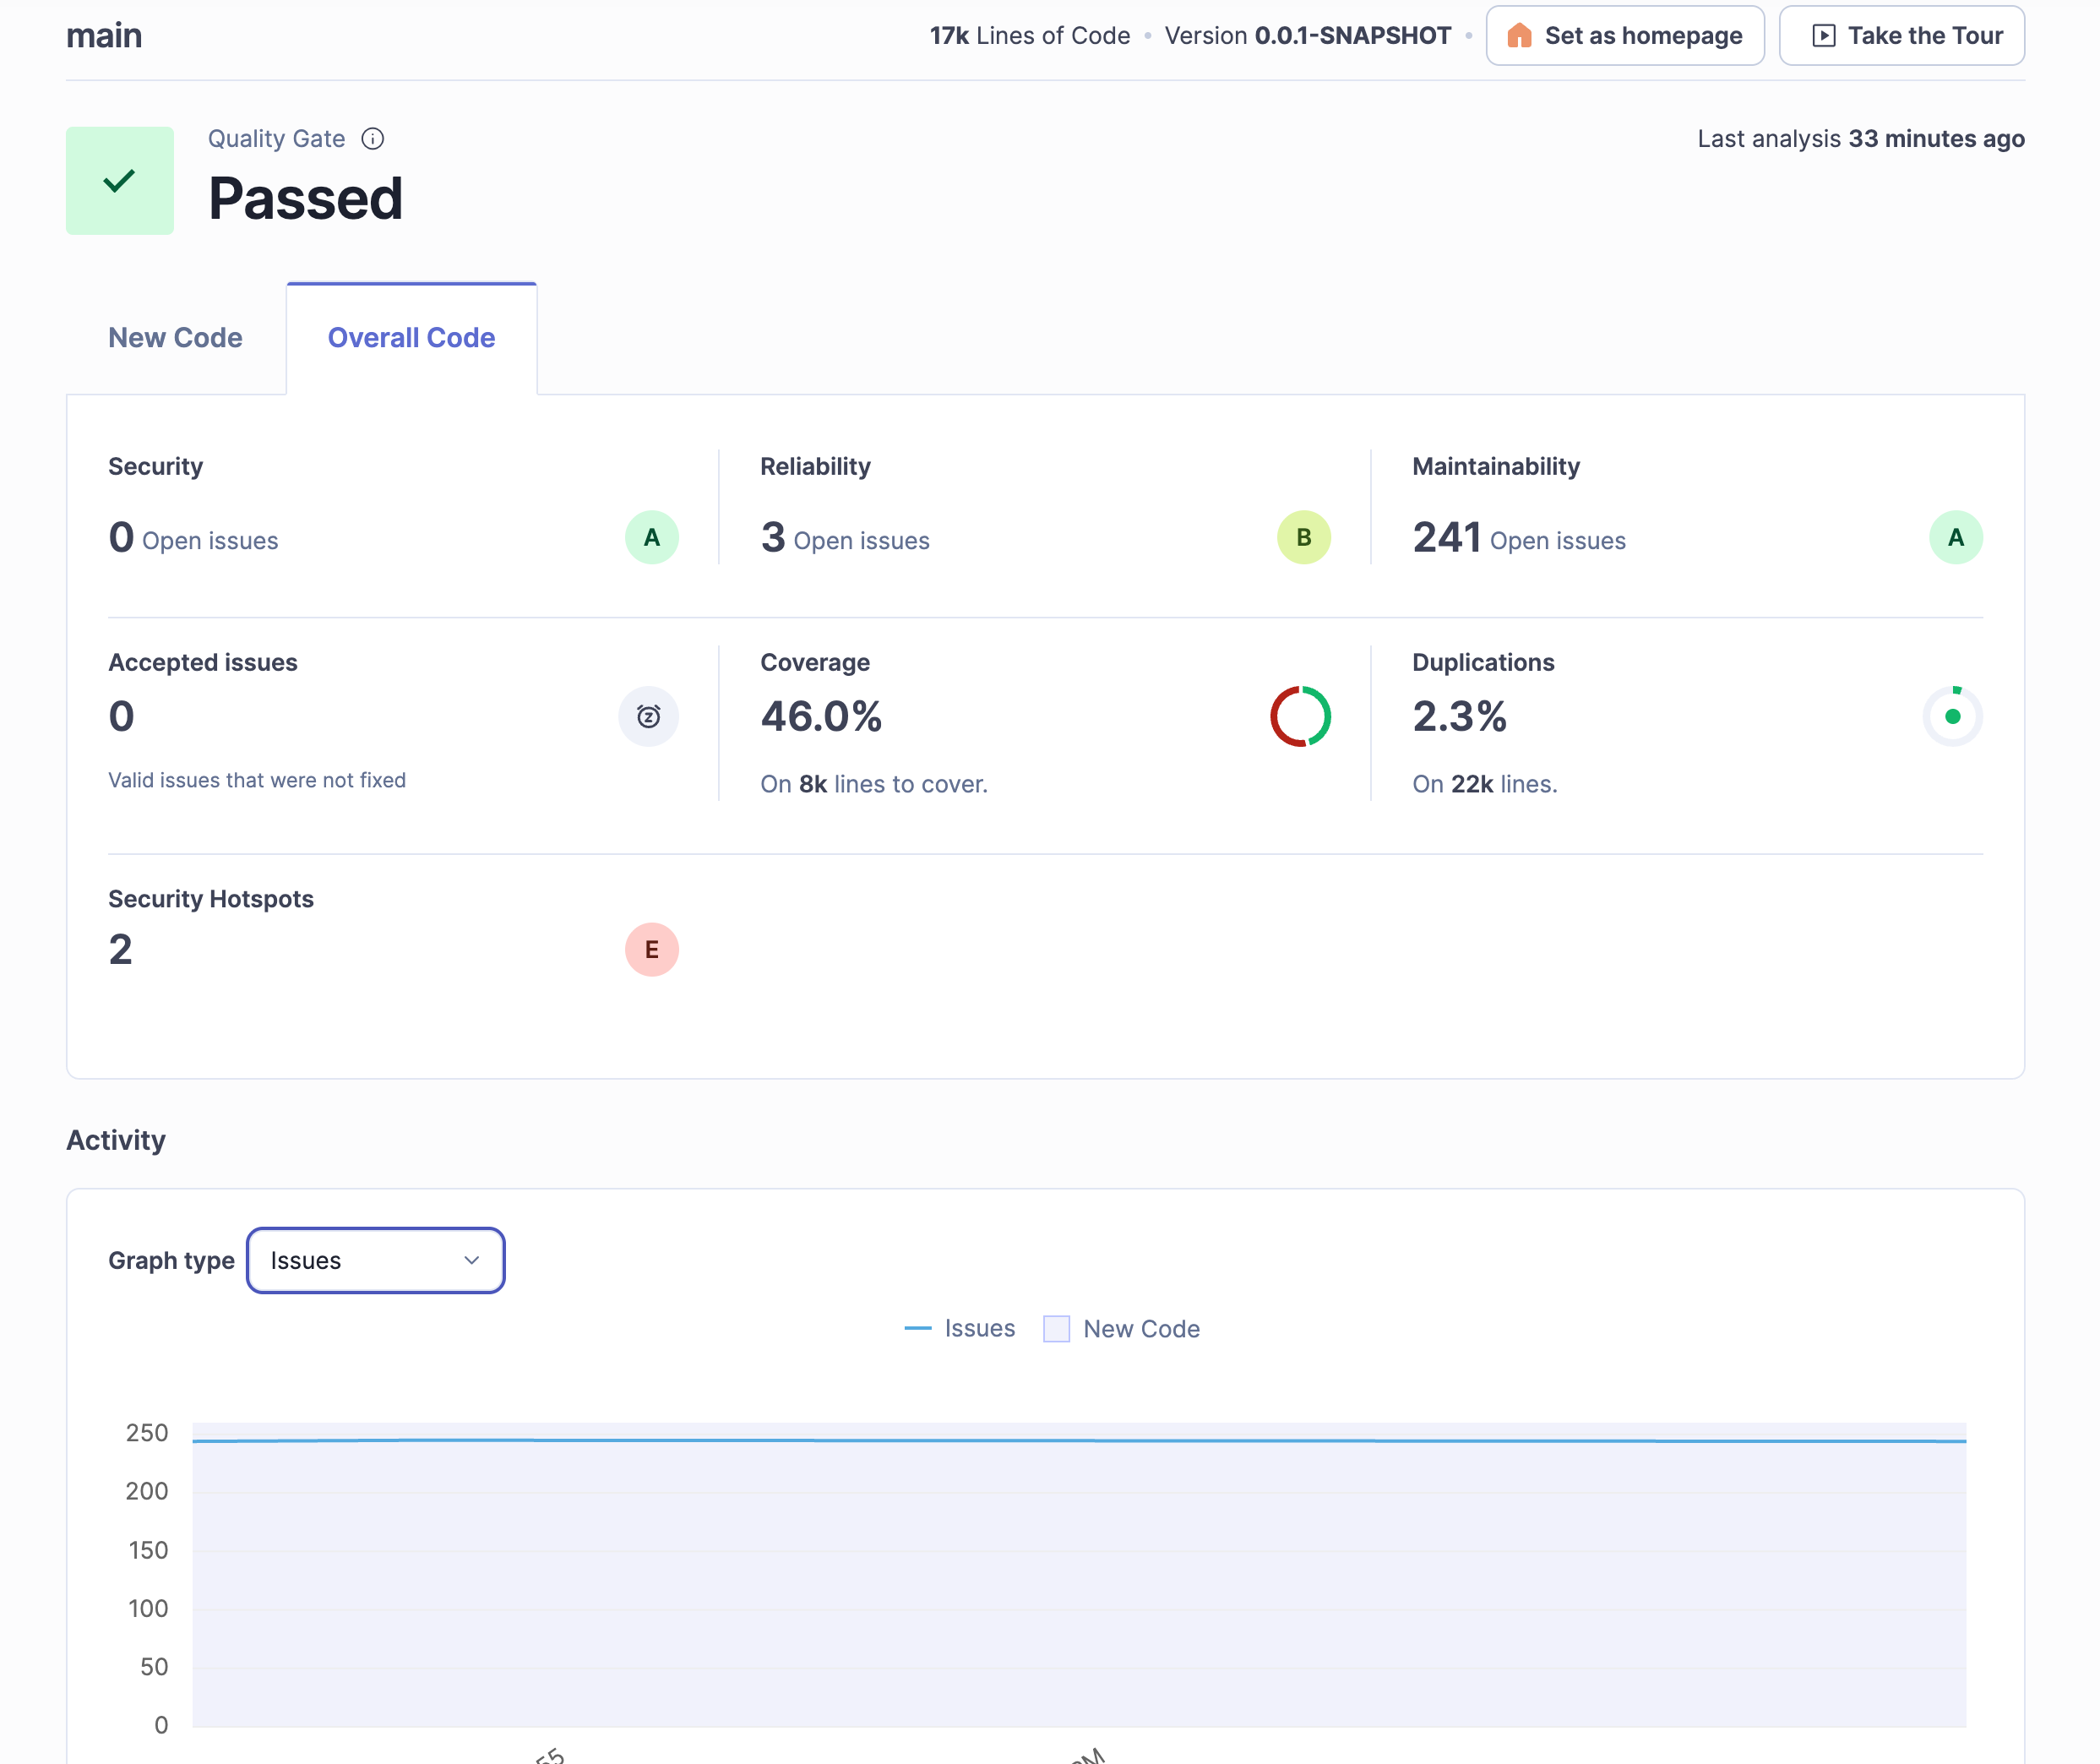 main
17k Lines of Code • Version 0.0.1-SNAPSHOT • Set as homepage Take the Tour
Quality Gate
Passed
Last analysis 33 minutes ago
New Code
Overall Code
Security
0 Open issues
A
Reliability
3 Open issues
B
Maintainability
241 Open issues
A
Accepted issues
0
Valid issues that were not fixed
Coverage
46.0%
On 8k lines to cover.
Duplications
2.3%
On 22k lines.
Security Hotspots
2
E
Activity
Graph type Issues
Issues New Code
250
200
150
100
50
0